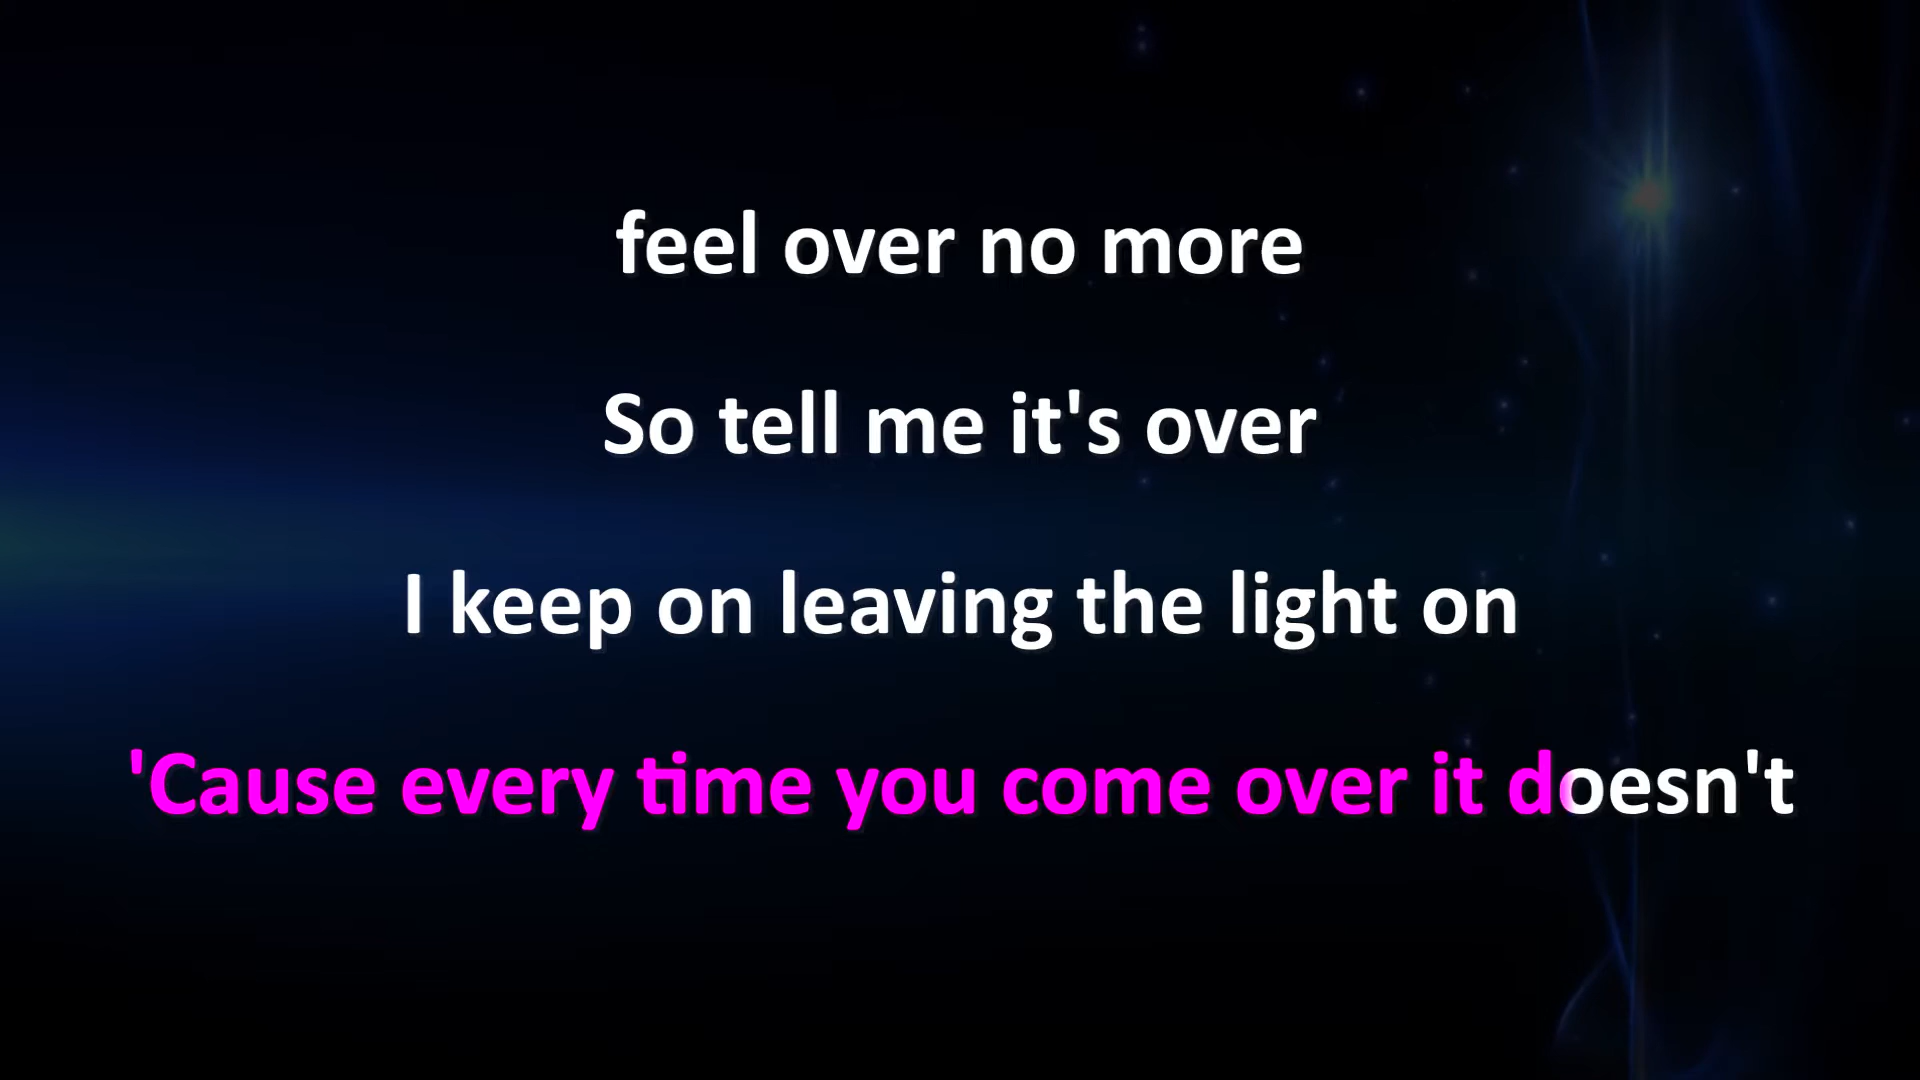 feel over no more
So tell me it's over
I keep on leaving the light on
'Cause every time you come over it doesn't